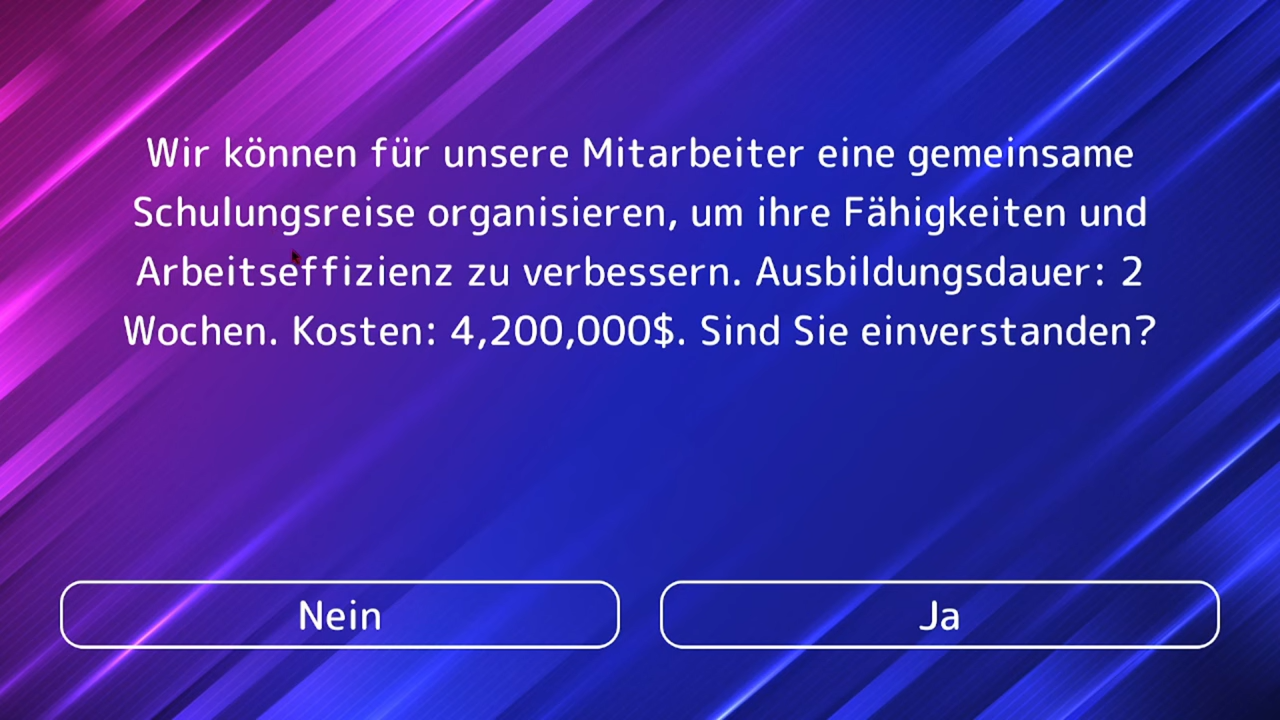 Wir können für unsere Mitarbeiter eine gemeinsame
Schulungsreise organisieren, um ihre Fähigkeiten und
Arbeitseffizienz zu verbessern. Ausbildungsdauer: 2
Wochen. Kosten: 4,200,000$. Sind Sie einverstanden?
Nein
Ja